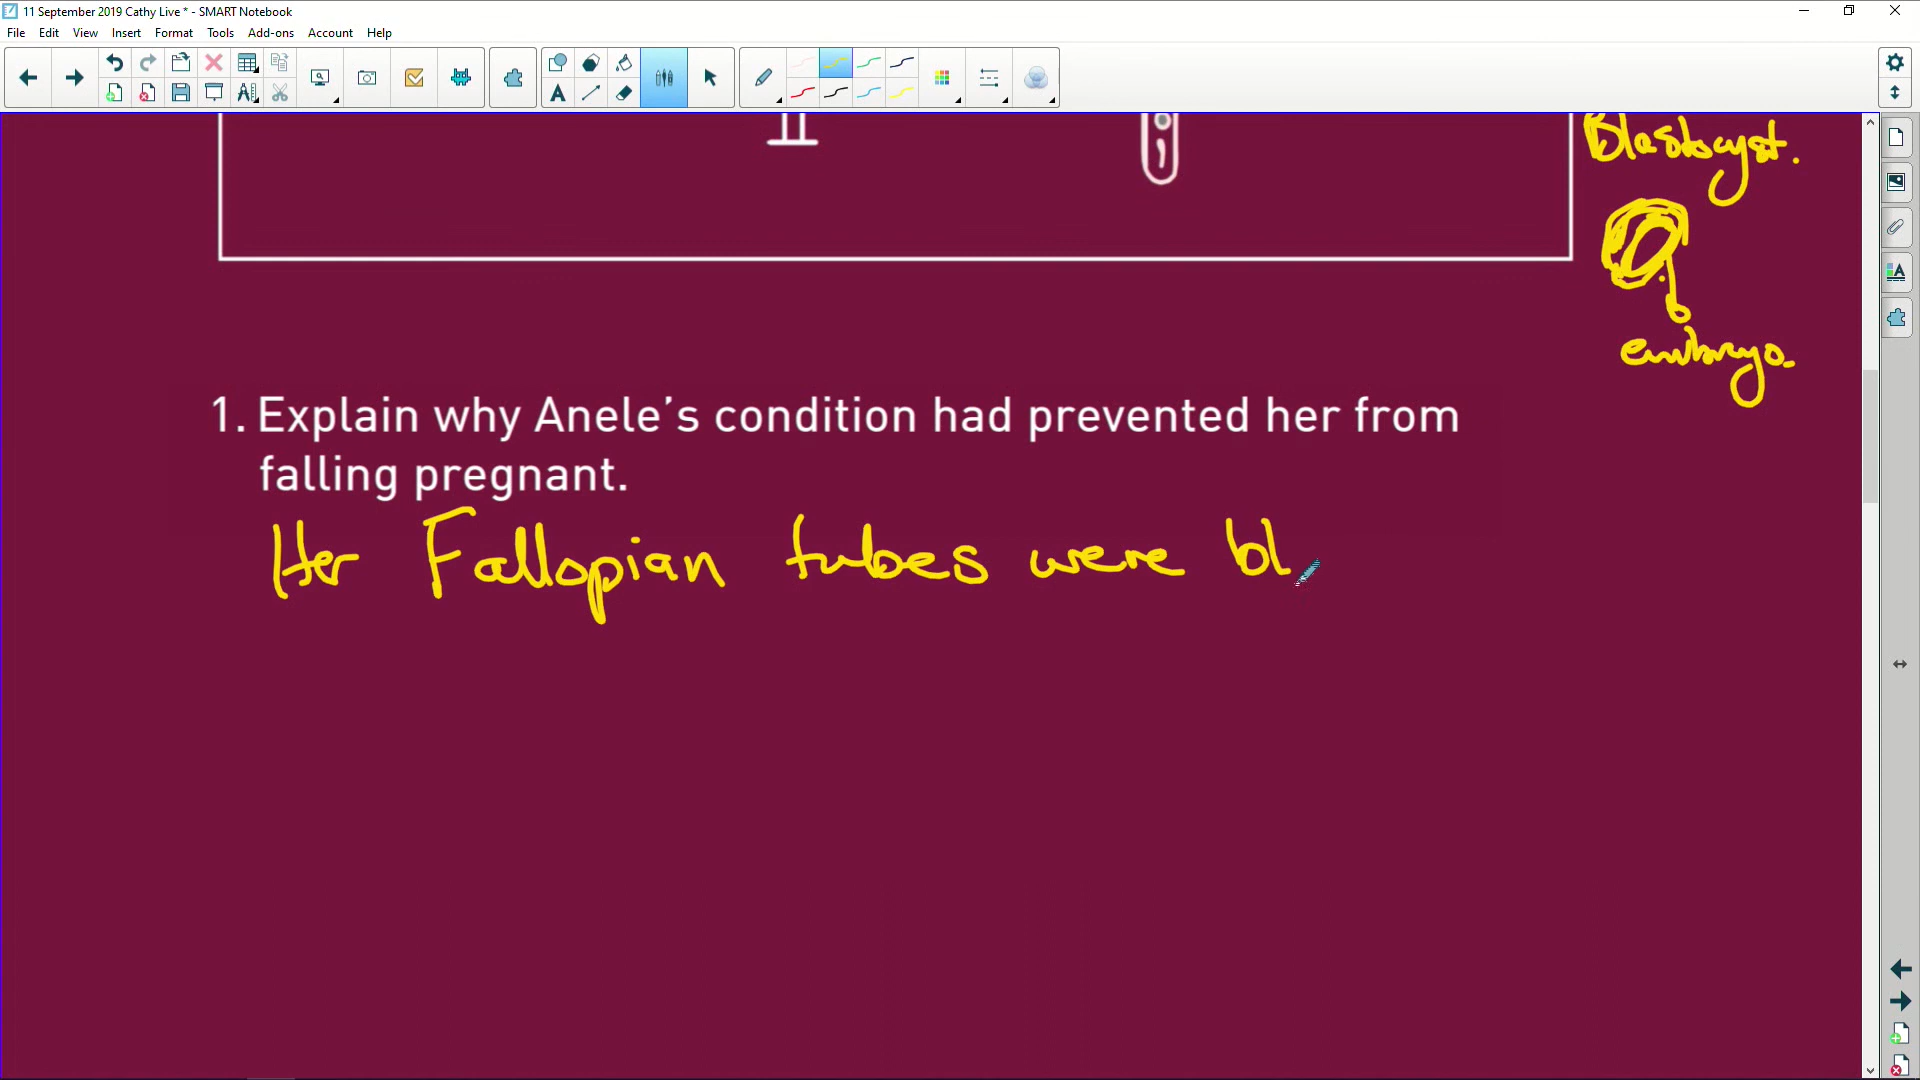 11 September 2019 Cathy Live * - SMART Notebook
File Edit View Insert Format Tools Add-ons Account Help
Blastocyst.
embryo.
1. Explain why Anele's condition had prevented her from
falling pregnant.
Her Fallopian tubes were bl